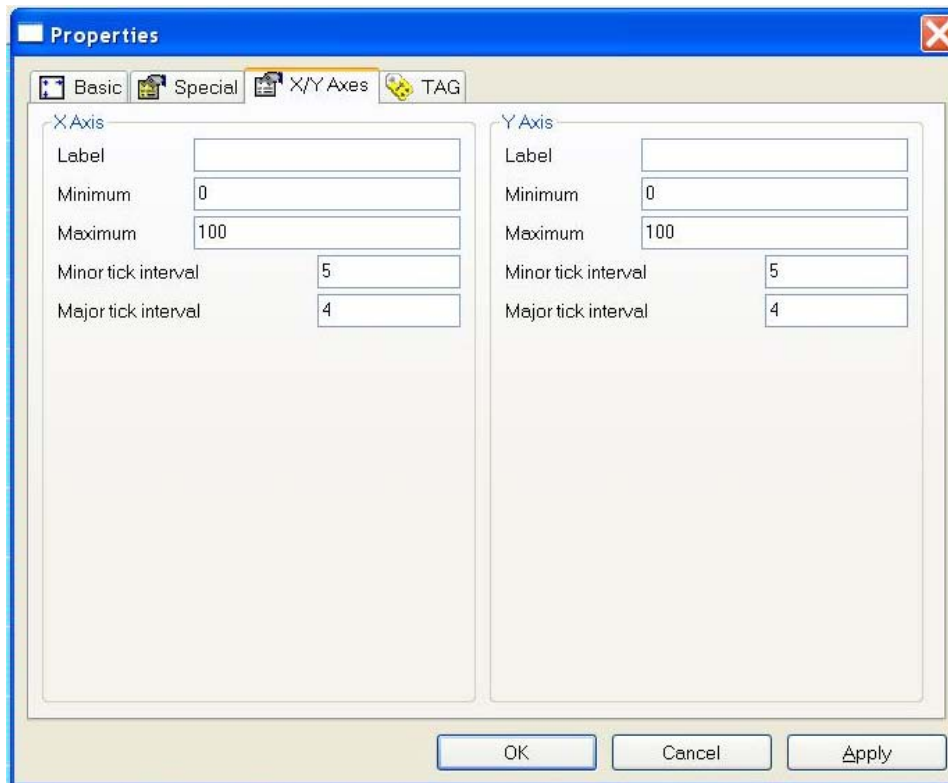 Properties
Basic Special X/Y Axes TAG
X Axis
Label
Minimum 0
Maximum 100
Minor tick interval 5
Major tick interval 4
Y Axis
Label
Minimum 0
Maximum 100
Minor tick interval 5
Major tick interval 4
OK Cancel Apply